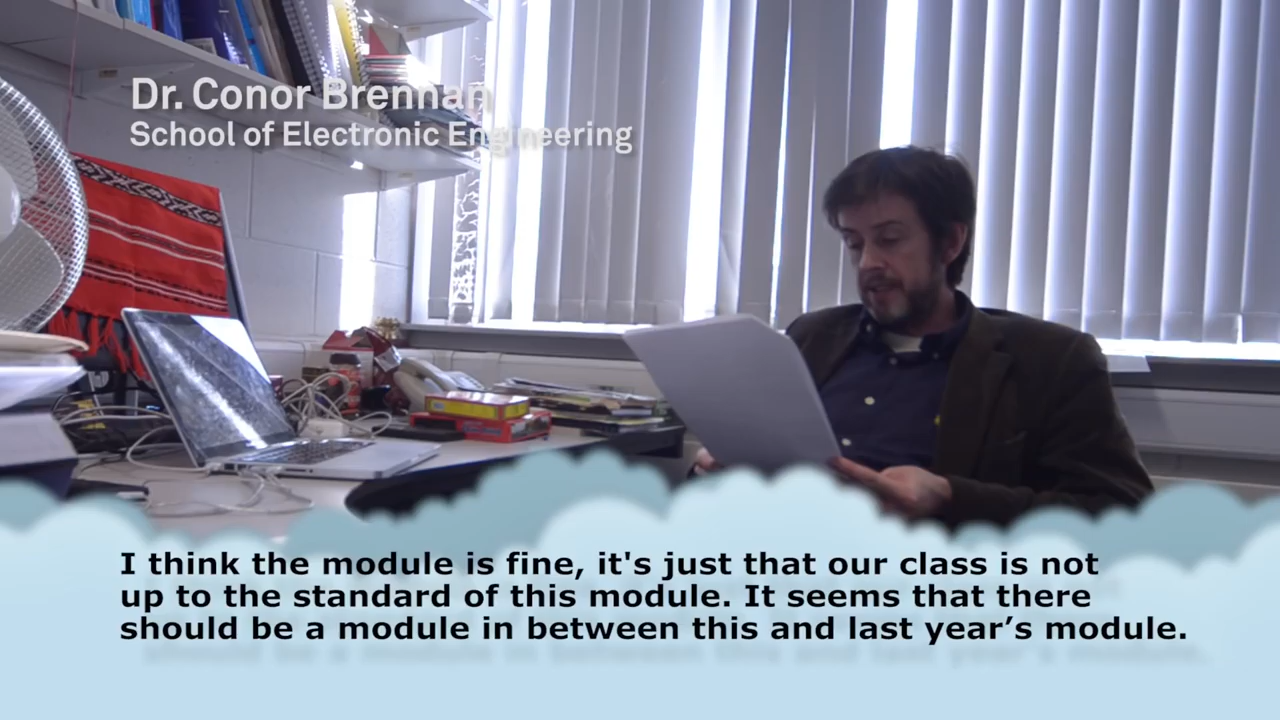 Dr. Conor Brennan
School of Electronic Engineering
I think the module is fine, it's just that our class is not
up to the standard of this module. It seems that there
should be a module in between this and last year’s module.